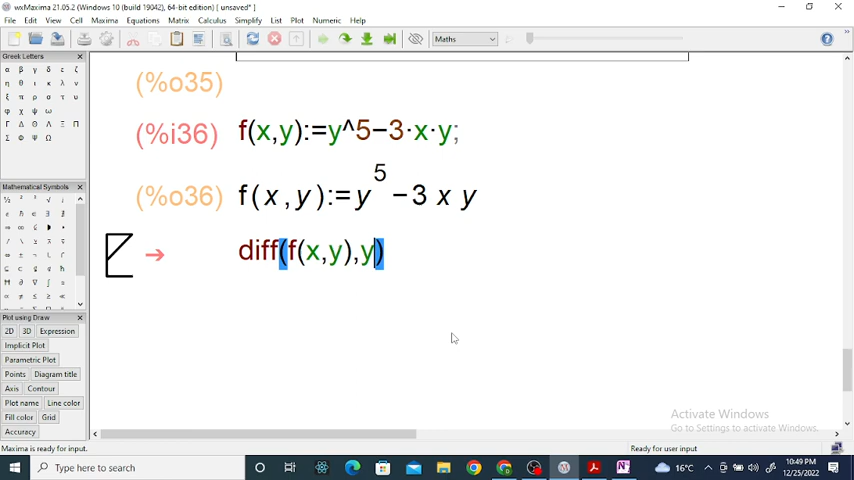 wxMaxima 21.05.2 (Windows 10 (build 19042), 64-bit edition) [ unsaved* ]
File Edit View Cell Maxima Equations Matrix Calculus Simplify List Plot Numeric Help
Maths
Greek Letters
α β γ δ ε ζ
η θ ι κ λ ν
ξ π ρ σ τ υ
φ χ ψ ω
Γ Δ Θ Λ Ξ Π
Σ Φ Ψ Ω
Mathematical Symbols
Plot using Draw
2D 3D Expression
Implicit Plot
Parametric Plot
Points Diagram title
Axis Contour
Plot name Line color
Fill color Grid
Accuracy
(%o35)
(%i36) f(x,y):=y^5−3·x·y;
(%o36) f(x,y):=y⁵−3 x y
→ diff(f(x,y),y)
Activate Windows
Go to Settings to activate Windows.
Maxima is ready for input.
Ready for user input
Type here to search
16°C
10:49 PM
12/25/2022